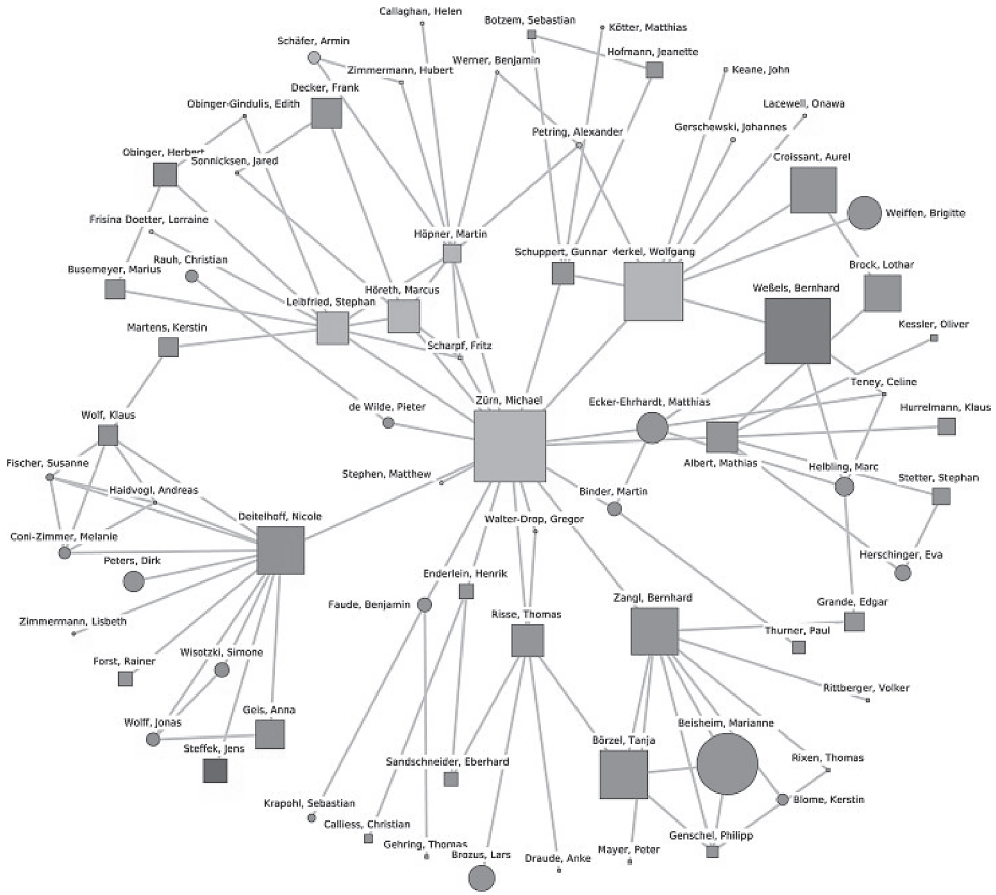 Callaghan, Helen
Botzem, Sebastian
Kötter, Matthias
Schäfer, Armin
Hofmann, Jeanette
Werner, Benjamin
Zimmermann, Hubert
Keane, John
Decker, Frank
Obinger-Gindulis, Edith
Lacewell, Onawa
Petring, Alexander
Gerschewski, Johannes
Obinger, Herbert
Sonnicksen, Jared
Croissant, Aurel
Weiffen, Brigitte
Frisina Doetter, Lorraine
Höpner, Martin
Schuppert, Gunnar
Merkel, Wolfgang
Rauh, Christian
Busemeyer, Marius
Brock, Lothar
Höreth, Marcus
Weßels, Bernhard
Leibfried, Stephan
Kessler, Oliver
Martens, Kerstin
Scharpf, Fritz
Teney, Celine
Zürn, Michael
Ecker-Ehrhardt, Matthias
de Wilde, Pieter
Hurrelmann, Klaus
Wolf, Klaus
Fischer, Susanne
Albert, Mathias
Helbling, Marc
Stephen, Matthew
Stetter, Stephan
Haidvogl, Andreas
Binder, Martin
Deitelhoff, Nicole
Walter-Drop, Gregor
Coni-Zimmer, Melanie
Herschinger, Eva
Peters, Dirk
Enderlein, Henrik
Zangl, Bernhard
Faude, Benjamin
Grande, Edgar
Risse, Thomas
Zimmermann, Lisbeth
Thurner, Paul
Wisotzki, Simone
Forst, Rainer
Rittberger, Volker
Geis, Anna
Wolff, Jonas
Beisheim, Marianne
Börzel, Tanja
Steffek, Jens
Rixen, Thomas
Sandschneider, Eberhard
Blome, Kerstin
Krapohl, Sebastian
Calliess, Christian
Genschel, Philipp
Gehring, Thomas
Brozus, Lars
Draude, Anke
Mayer, Peter